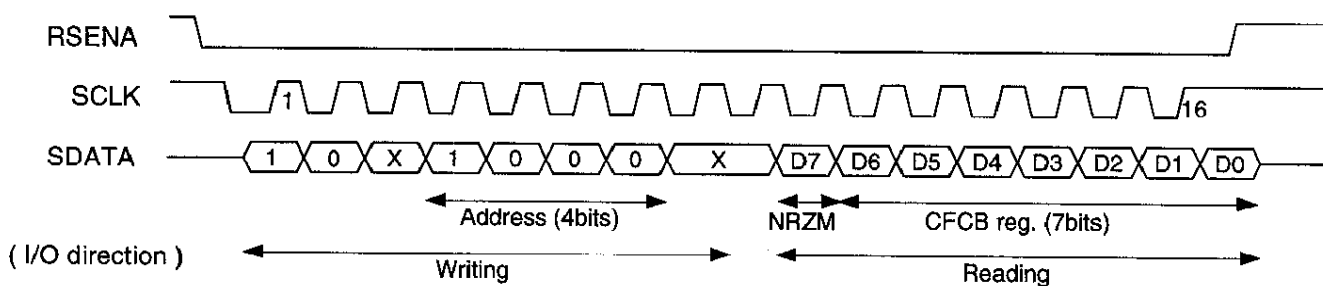 RSENA
SCLK 1 16
SDATA 1 0 X 1 0 0 0 X D7 D6 D5 D4 D3 D2 D1 D0
Address (4bits) NRZM CFCB reg. (7bits)
( I/O direction ) Writing Reading